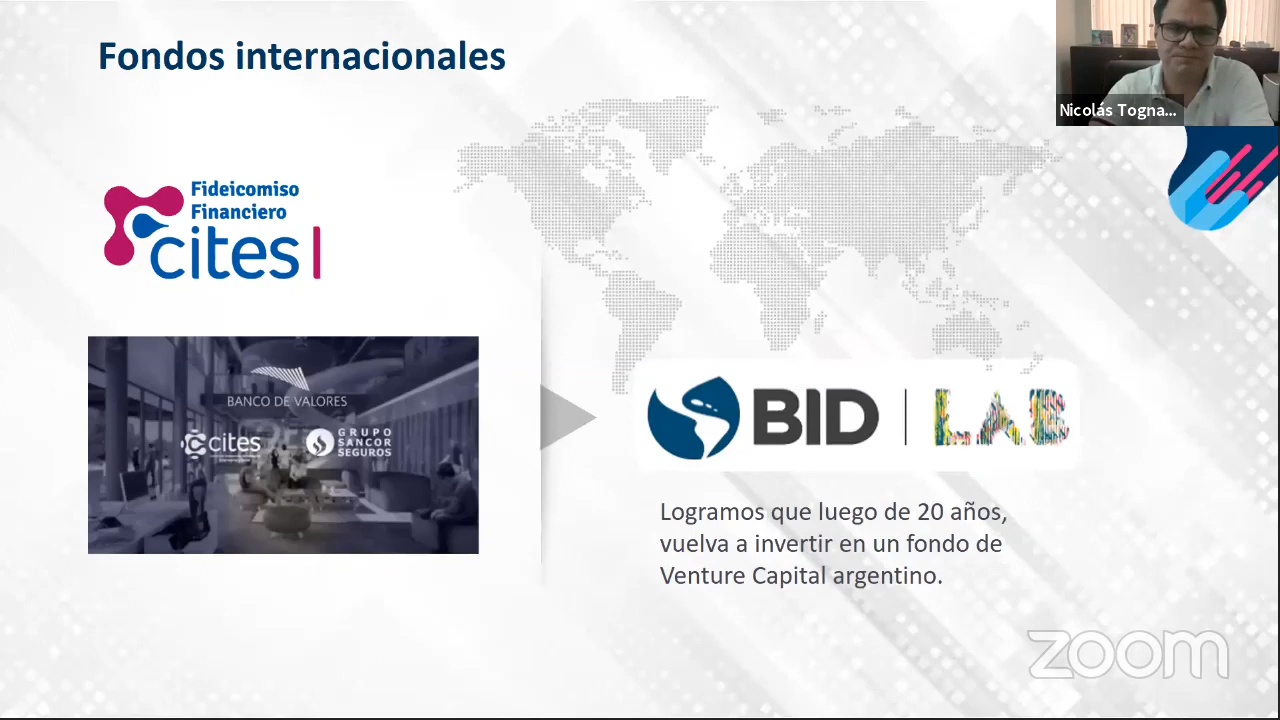 Fondos internacionales
Nicolás Togna...
Fideicomiso
Financiero
cites I
BANCO DE VALORES
cites
GRUPO
SANCOR
SEGUROS
BID | LAB
Logramos que luego de 20 años,
vuelva a invertir en un fondo de
Venture Capital argentino.
zoom